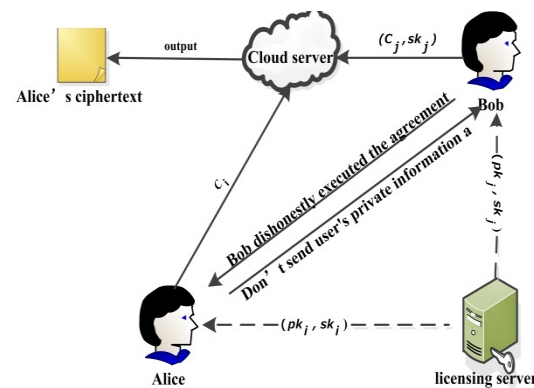 output
Cloud server
(C_j, sk_j)
Alice's ciphertext
Bob
C_i
Bob dishonestly executed the agreement
Don't send user's private information a
(pk_j, sk_j)
(pk_i, sk_i)
Alice
licensing server